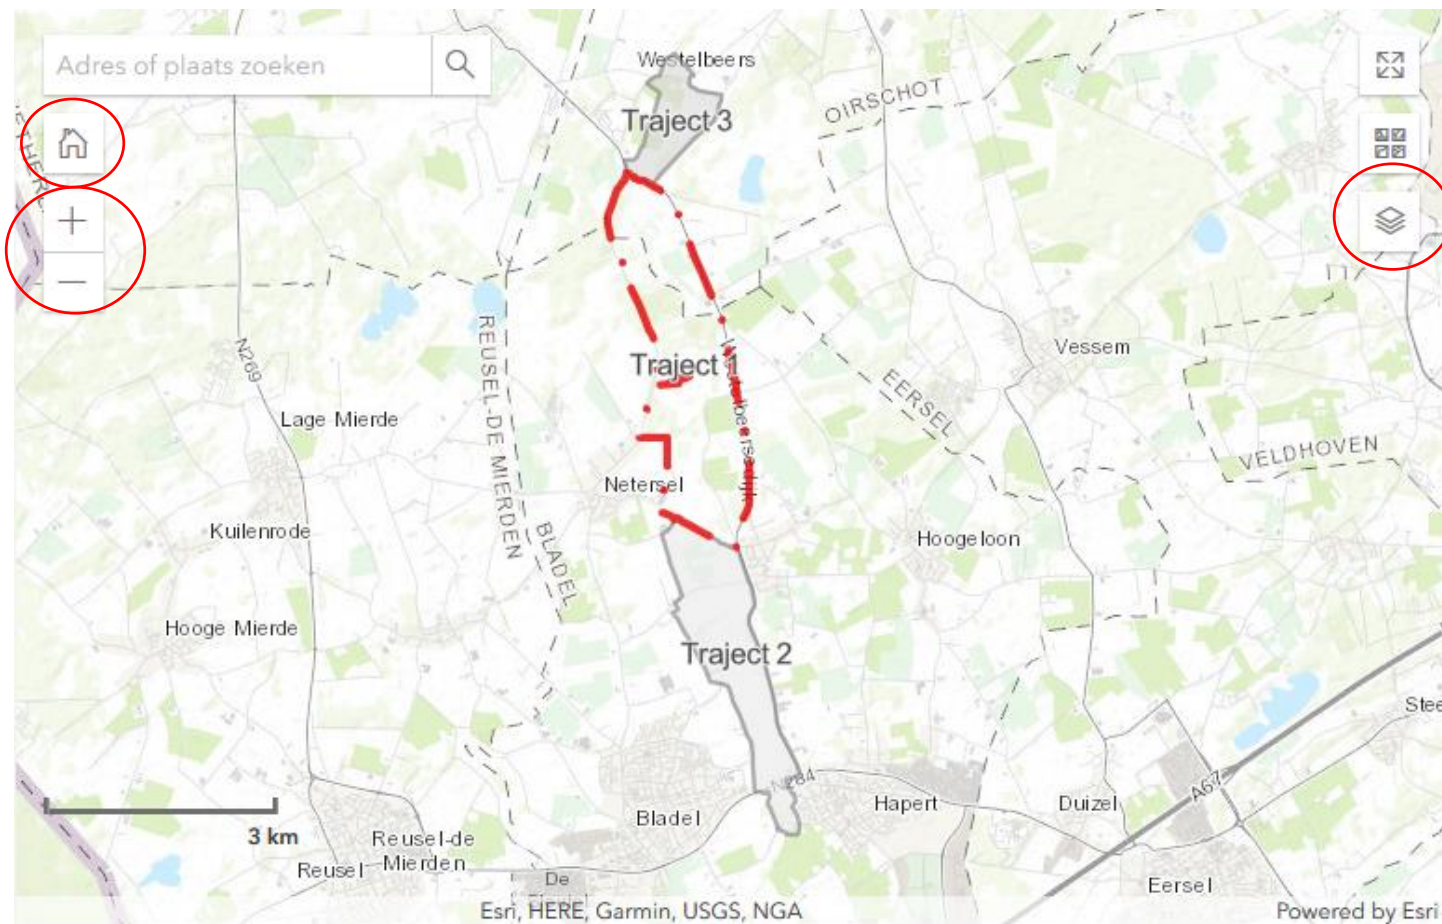 Adres of plaats zoeken
Westelbeers
Traject 3
OIRSCHOT
Vessem
N269
REUSEL-DE MIERDEN
Traject 1
Westelbeersedijk
EERSEL
Lage Mierde
VELDHOVEN
Netersel
Kuilenrode
BLADEL
Hoogeloon
Hooge Mierde
Traject 2
Stee
N284
A67
Hapert
Duizel
Bladel
3 km
Reusel-de
Mierden
Reusel
De
Eersel
Esri, HERE, Garmin, USGS, NGA
Powered by Esri